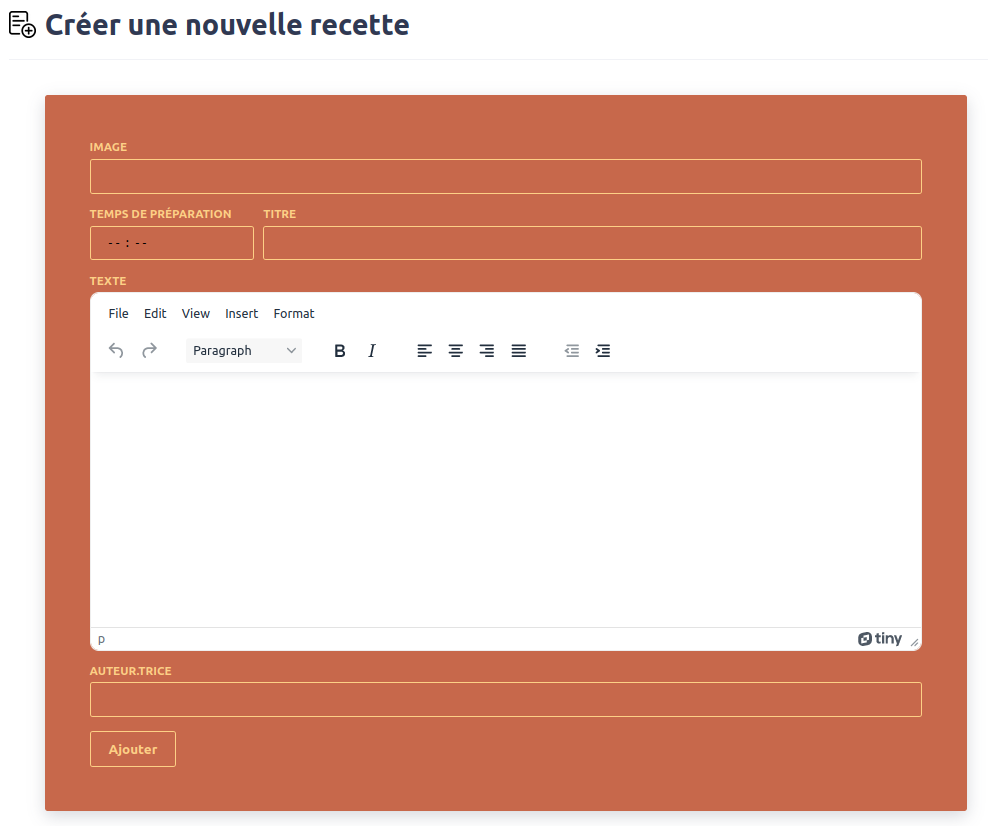 Créer une nouvelle recette
IMAGE
TEMPS DE PRÉPARATION TITRE
-- : --
TEXTE
File Edit View Insert Format
Paragraph B I
p tiny
AUTEUR.TRICE
Ajouter